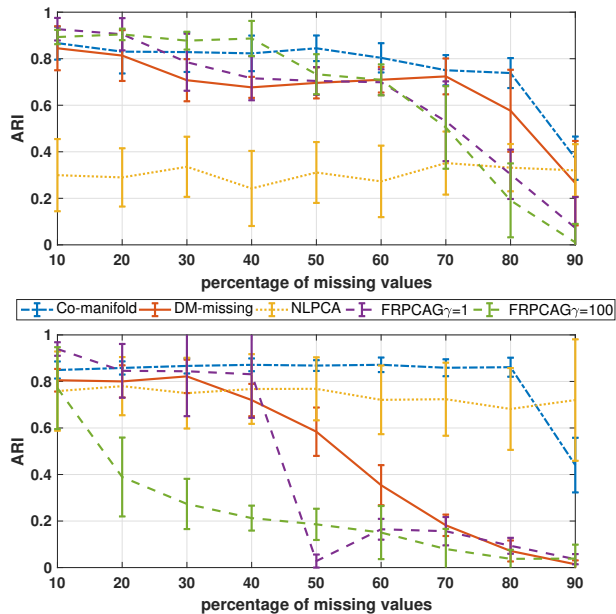 1
0.8
0.6
0.4
0.2
0
ARI
10 20 30 40 50 60 70 80 90
percentage of missing values
Co-manifold DM-missing NLPCA FRPCAGγ=1 FRPCAGγ=100
1
0.8
0.6
0.4
0.2
0
ARI
10 20 30 40 50 60 70 80 90
percentage of missing values